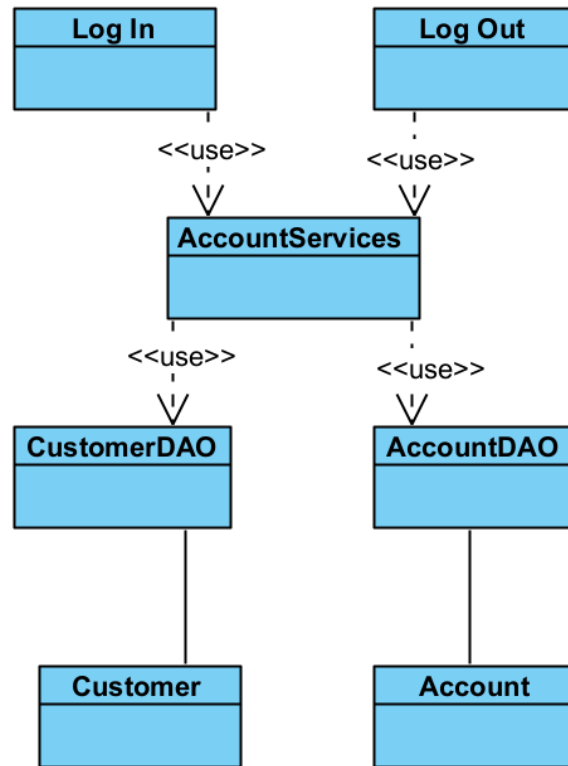 Log In
Log Out
<<use>>
<<use>>
AccountServices
<<use>>
<<use>>
CustomerDAO
AccountDAO
Customer
Account